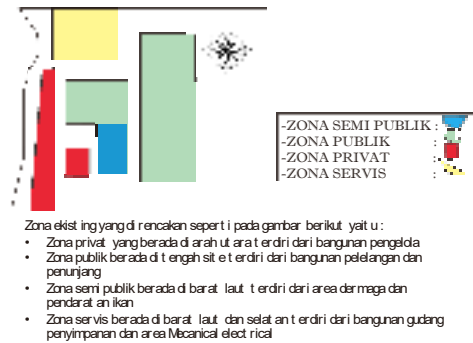 -ZONA SEMI PUBLIK :
-ZONA PUBLIK :
-ZONA PRIVAT :
-ZONA SERVIS :
Zona eksisting yang di rencakan seperti pada gambar berikut yaitu :
• Zona privat yang berada di arah utara terdiri dari bangunan pengelola
• Zona publik berada di tengah site terdiri dari bangunan pelelangan dan
penunjang
• Zona semi publik berada di barat laut terdiri dari area dermaga dan
pendaratan ikan
• Zona servis berada di barat laut dan selatan terdiri dari bangunan gudang
penyimpanan dan area Mecanical electrical